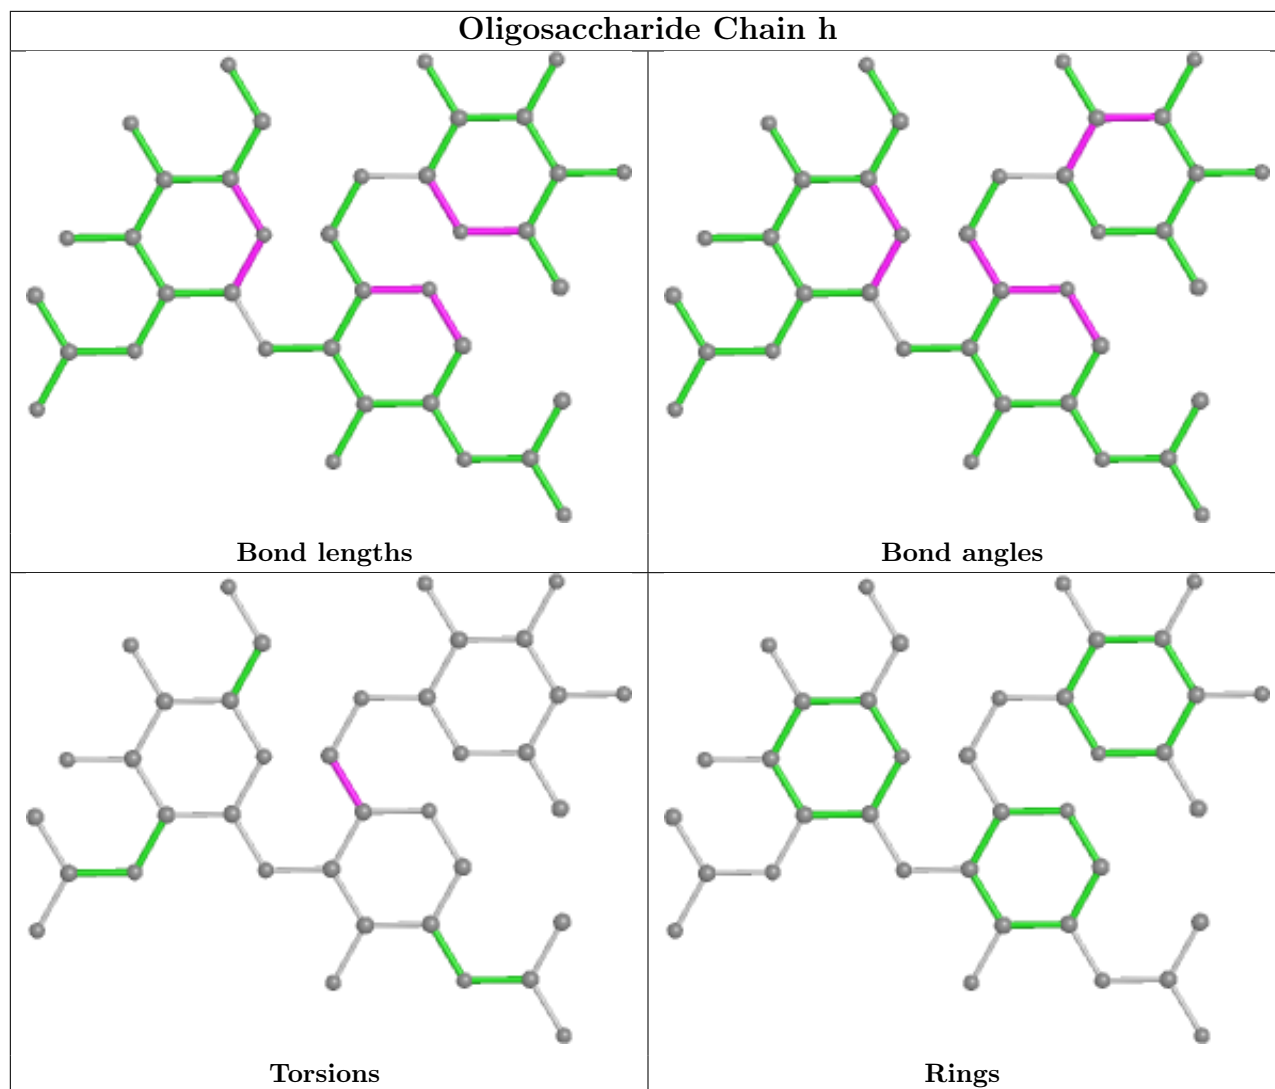 Oligosaccharide Chain h
Bond lengths
Bond angles
Torsions
Rings